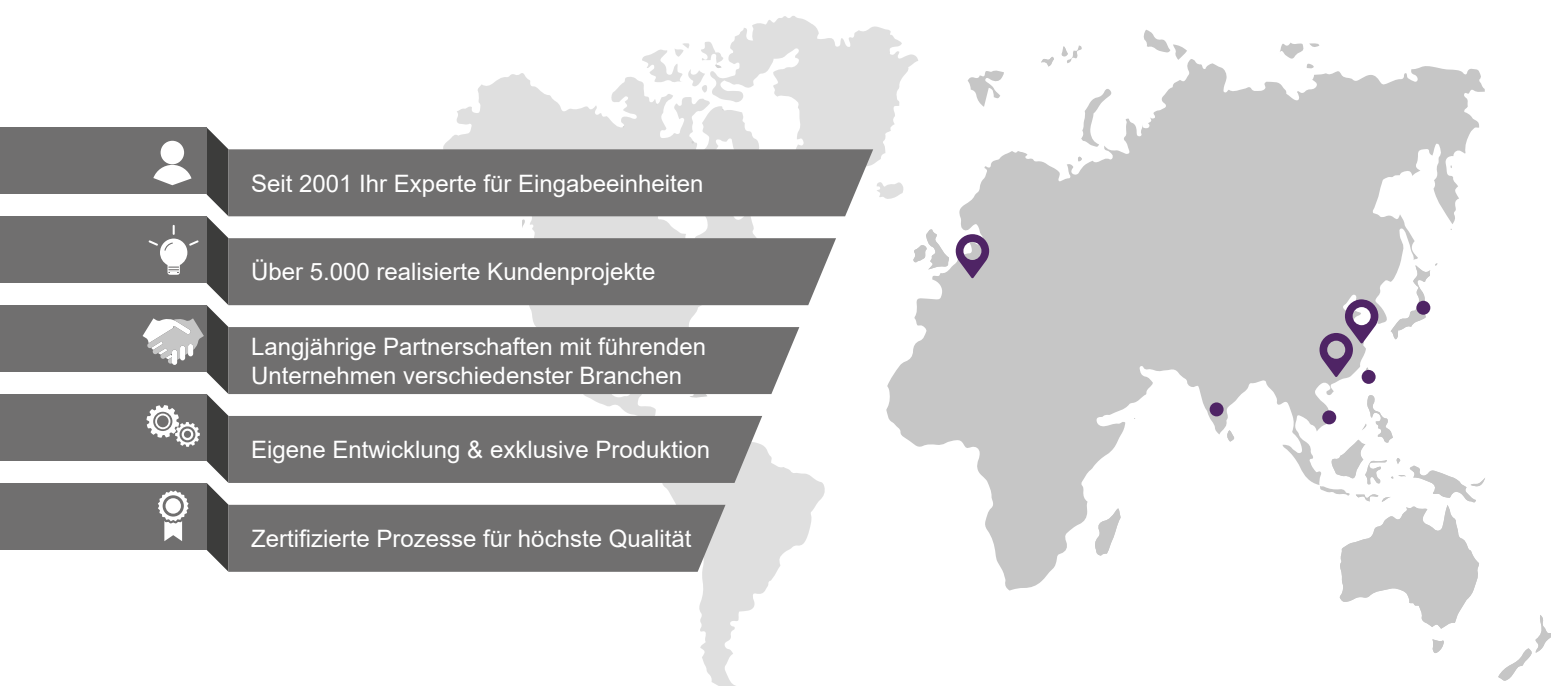 Seit 2001 Ihr Experte für Eingabeeinheiten
Über 5.000 realisierte Kundenprojekte
Langjährige Partnerschaften mit führenden
Unternehmen verschiedenster Branchen
Eigene Entwicklung & exklusive Produktion
Zertifizierte Prozesse für höchste Qualität